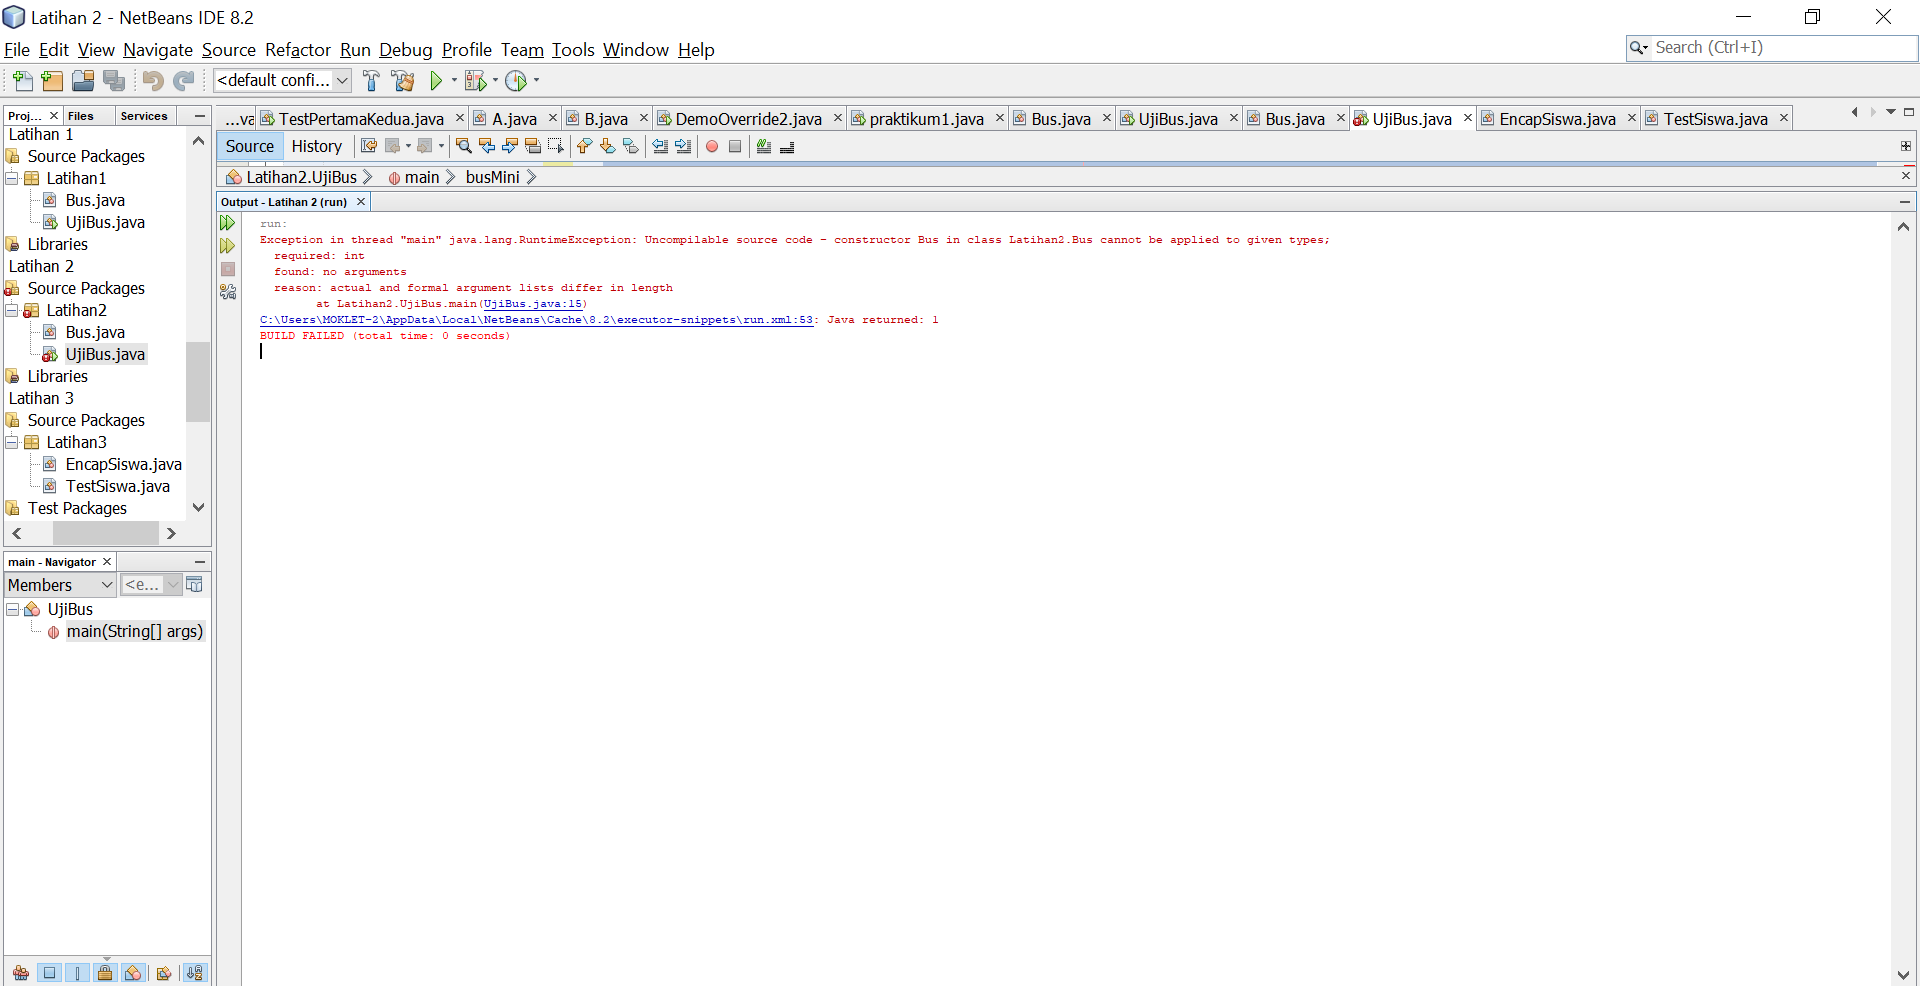 Latihan 2 - NetBeans IDE 8.2
File Edit View Navigate Source Refactor Run Debug Profile Team Tools Window Help
Search (Ctrl+I)
<default confi...
Proj... Files Services
...va TestPertamaKedua.java A.java B.java DemoOverride2.java praktikum1.java Bus.java UjiBus.java Bus.java UjiBus.java EncapSiswa.java TestSiswa.java
Source History
Latihan2.UjiBus main busMini
Latihan 1
Source Packages
Latihan1
Bus.java
UjiBus.java
Libraries
Latihan 2
Source Packages
Latihan2
Bus.java
UjiBus.java
Libraries
Latihan 3
Source Packages
Latihan3
EncapSiswa.java
TestSiswa.java
Test Packages
main - Navigator
Members <e...
UjiBus
main(String[] args)
Output - Latihan 2 (run)
run:
Exception in thread "main" java.lang.RuntimeException: Uncompilable source code - constructor Bus in class Latihan2.Bus cannot be applied to given types;
required: int
found: no arguments
reason: actual and formal argument lists differ in length
at Latihan2.UjiBus.main(UjiBus.java:15)
C:\Users\MOKLET-2\AppData\Local\NetBeans\Cache\8.2\executor-snippets\run.xml:53: Java returned: 1
BUILD FAILED (total time: 0 seconds)